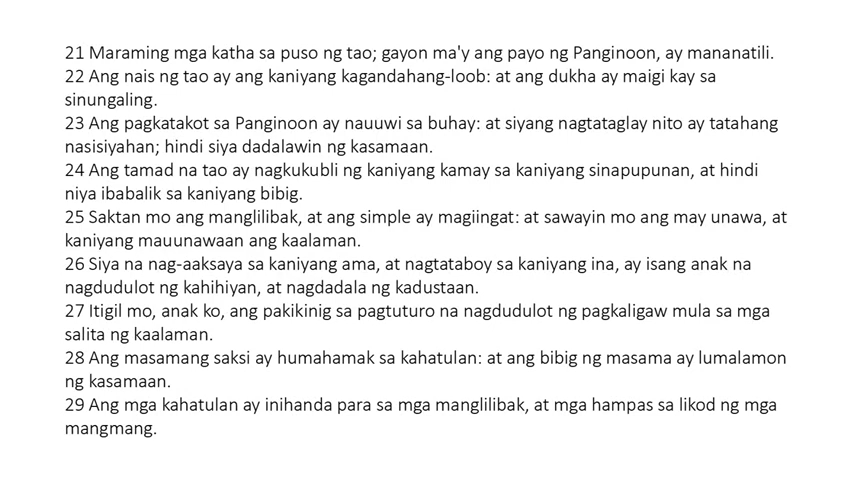 21 Maraming mga katha sa puso ng tao; gayon ma'y ang payo ng Panginoon, ay mananatili.
22 Ang nais ng tao ay ang kaniyang kagandahang-loob: at ang dukha ay maigi kay sa
sinungaling.
23 Ang pagkatakot sa Panginoon ay nauuwi sa buhay: at siyang nagtataglay nito ay tatahang
nasisiyahan; hindi siya dadalawin ng kasamaan.
24 Ang tamad na tao ay nagkukubli ng kaniyang kamay sa kaniyang sinapupunan, at hindi
niya ibabalik sa kaniyang bibig.
25 Saktan mo ang manglilibak, at ang simple ay magiingat: at sawayin mo ang may unawa, at
kaniyang mauunawaan ang kaalaman.
26 Siya na nag-aaksaya sa kaniyang ama, at nagtataboy sa kaniyang ina, ay isang anak na
nagdudulot ng kahihiyan, at nagdadala ng kadustaan.
27 Itigil mo, anak ko, ang pakikinig sa pagtuturo na nagdudulot ng pagkaligaw mula sa mga
salita ng kaalaman.
28 Ang masamang saksi ay humahamak sa kahatulan: at ang bibig ng masama ay lumalamon
ng kasamaan.
29 Ang mga kahatulan ay inihanda para sa mga manglilibak, at mga hampas sa likod ng mga
mangmang.